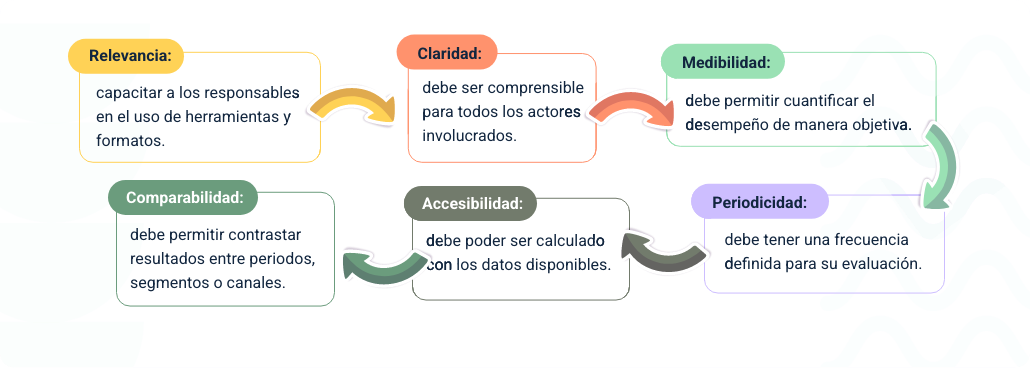 Relevancia:
capacitar a los responsables
en el uso de herramientas y
formatos.
Claridad:
debe ser comprensible
para todos los actores
involucrados.
Medibilidad:
debe permitir cuantificar el
desempeño de manera objetiva.
Periodicidad:
debe tener una frecuencia
definida para su evaluación.
Accesibilidad:
debe poder ser calculado
con los datos disponibles.
Comparabilidad:
debe permitir contrastar
resultados entre periodos,
segmentos o canales.